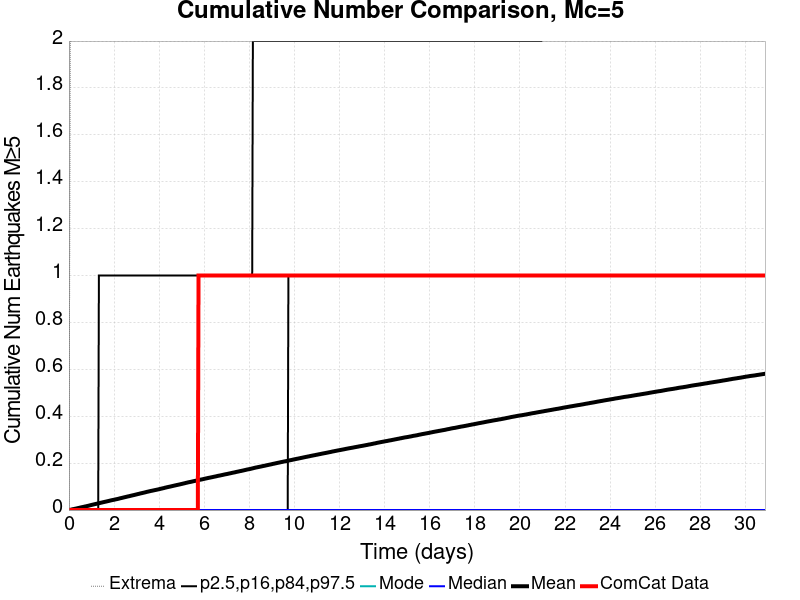 Cumulative Number Comparison, Mc=5
Cumulative Num Earthquakes M≥5
2
1.8
1.6
1.4
1.2
1
0.8
0.6
0.4
0.2
0
0 2 4 6 8 10 12 14 16 18 20 22 24 26 28 30
Time (days)
Extrema p2.5,p16,p84,p97.5 Mode Median Mean ComCat Data